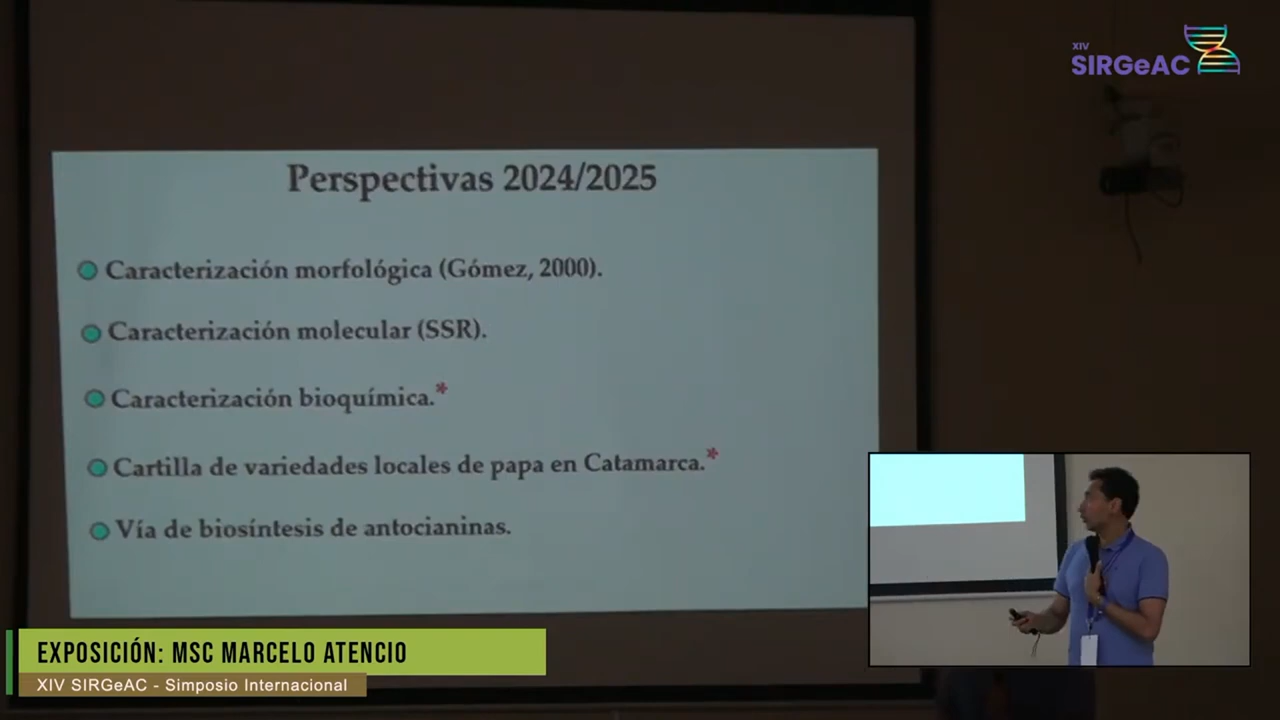 XIV
SIRGeAC
Perspectivas 2024/2025
Caracterización morfológica (Gómez, 2000).
Caracterización molecular (SSR).
Caracterización bioquímica.*
Cartilla de variedades locales de papa en Catamarca.*
Vía de biosíntesis de antocianinas.
EXPOSICIÓN: MSC MARCELO ATENCIO
XIV SIRGeAC - Simposio Internacional